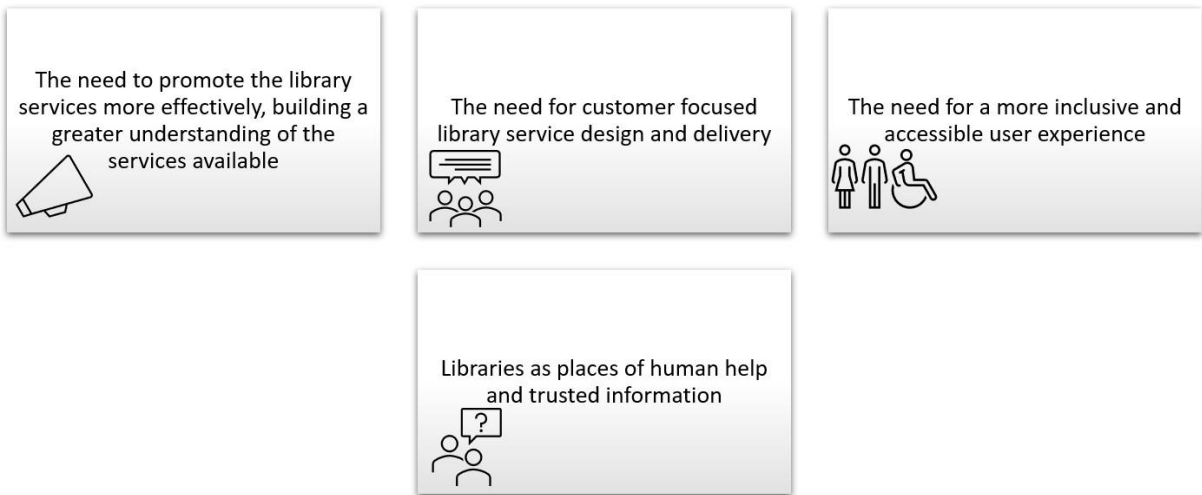 The need to promote the library
services more effectively, building a
greater understanding of the
services available
The need for customer focused
library service design and delivery
The need for a more inclusive and
accessible user experience
Libraries as places of human help
and trusted information
?